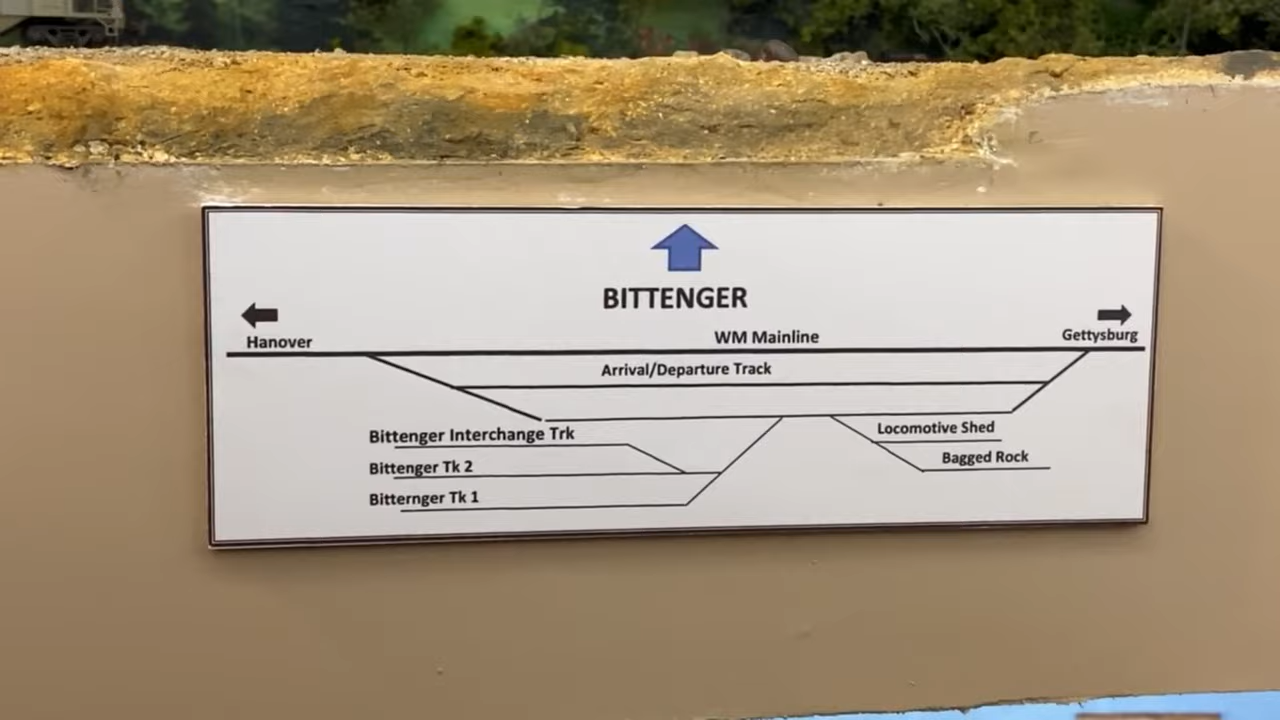 BITTENGER
Hanover
WM Mainline
Gettysburg
Arrival/Departure Track
Bittenger Interchange Trk
Locomotive Shed
Bagged Rock
Bittenger Tk 2
Bitternger Tk 1